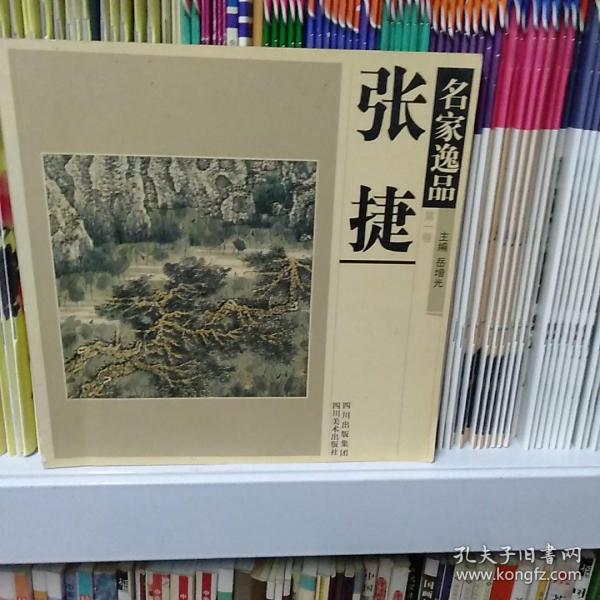 名家逸品
第一卷
主编 岳增光
张捷
四川出版集团
四川美术出版社
孔夫子旧书网
www.kongfz.com